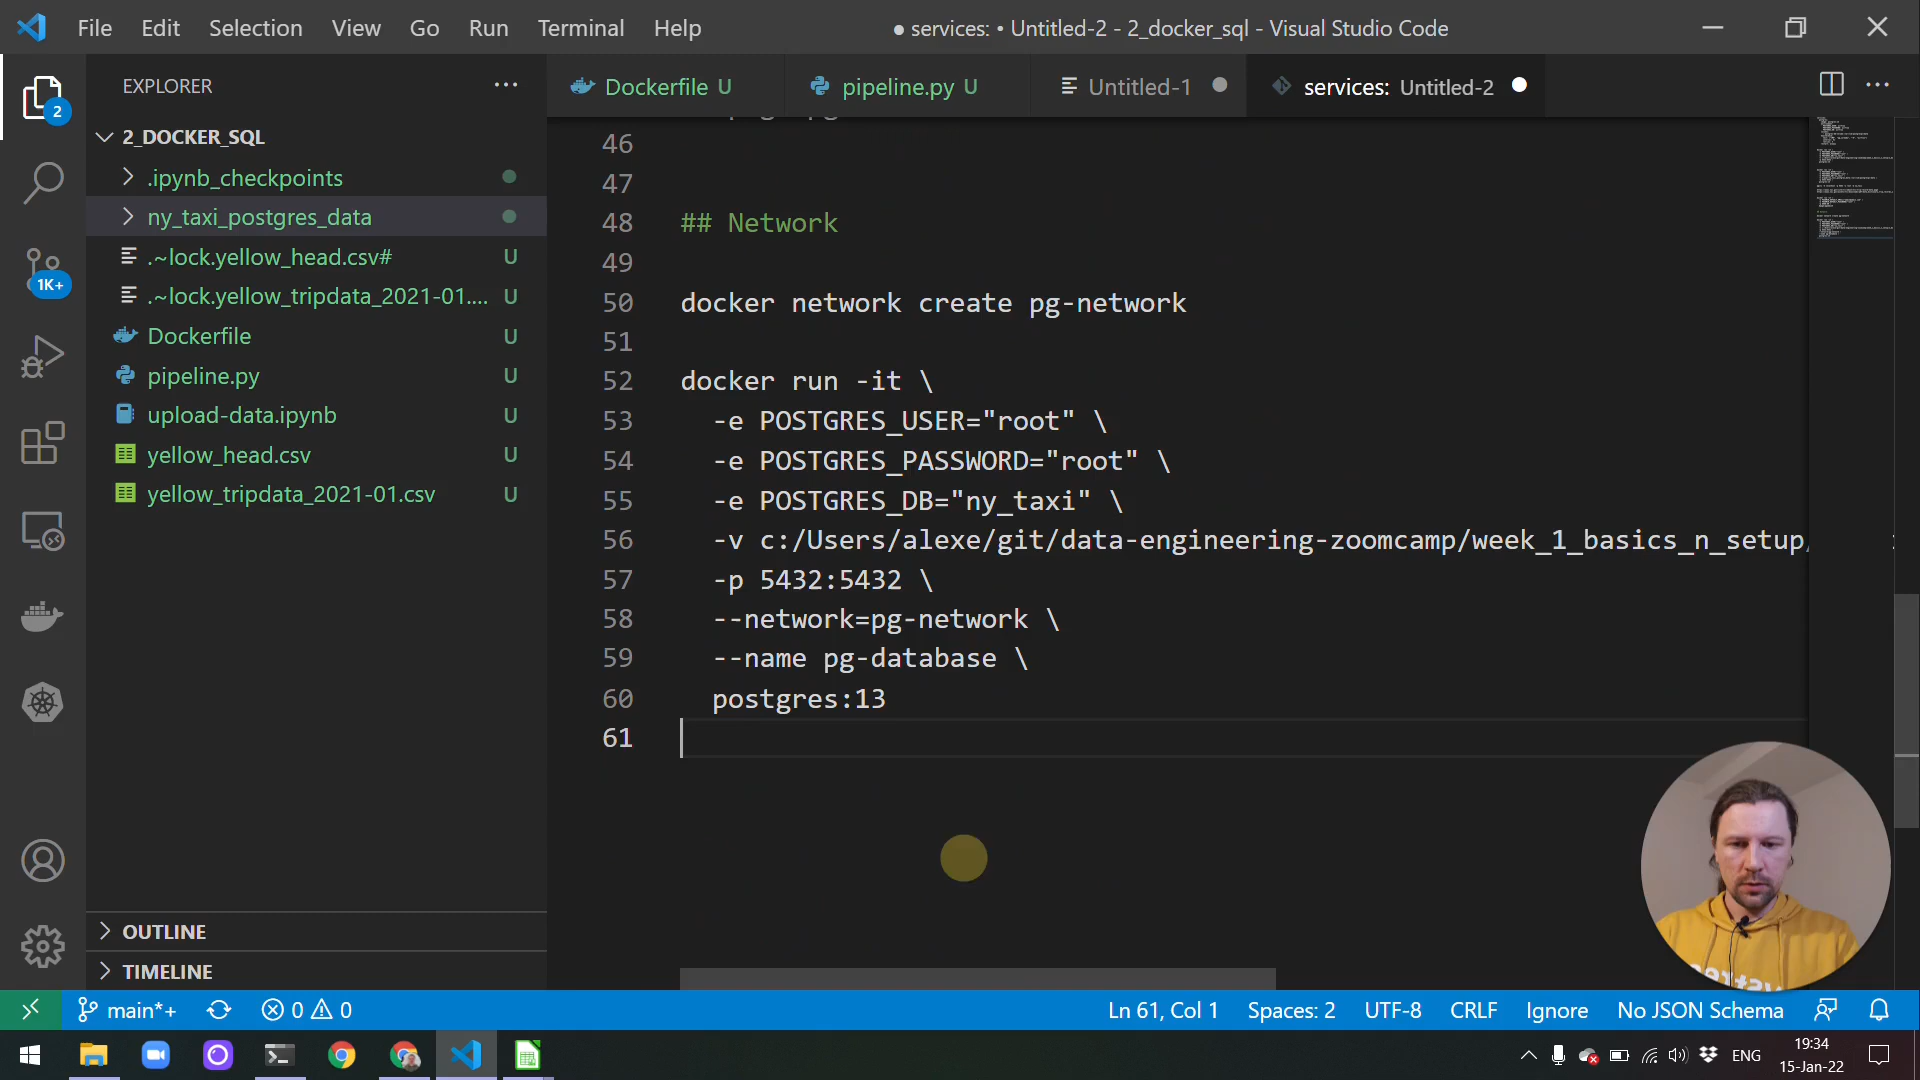 File Edit Selection View Go Run Terminal Help
● services: • Untitled-2 - 2_docker_sql - Visual Studio Code
EXPLORER
Dockerfile U
pipeline.py U
Untitled-1
services: Untitled-2
2
1K+
2_DOCKER_SQL
.ipynb_checkpoints
ny_taxi_postgres_data
.~lock.yellow_head.csv# U
.~lock.yellow_tripdata_2021-01.... U
Dockerfile U
pipeline.py U
upload-data.ipynb U
yellow_head.csv U
yellow_tripdata_2021-01.csv U
OUTLINE
TIMELINE
46
47
48 ## Network
49
50 docker network create pg-network
51
52 docker run -it \
53 -e POSTGRES_USER="root" \
54 -e POSTGRES_PASSWORD="root" \
55 -e POSTGRES_DB="ny_taxi" \
56 -v c:/Users/alexe/git/data-engineering-zoomcamp/week_1_basics_n_setup/
57 -p 5432:5432 \
58 --network=pg-network \
59 --name pg-database \
60 postgres:13
61
main*+ 0 0
Ln 61, Col 1 Spaces: 2 UTF-8 CRLF Ignore No JSON Schema
ENG
19:34
15-Jan-22